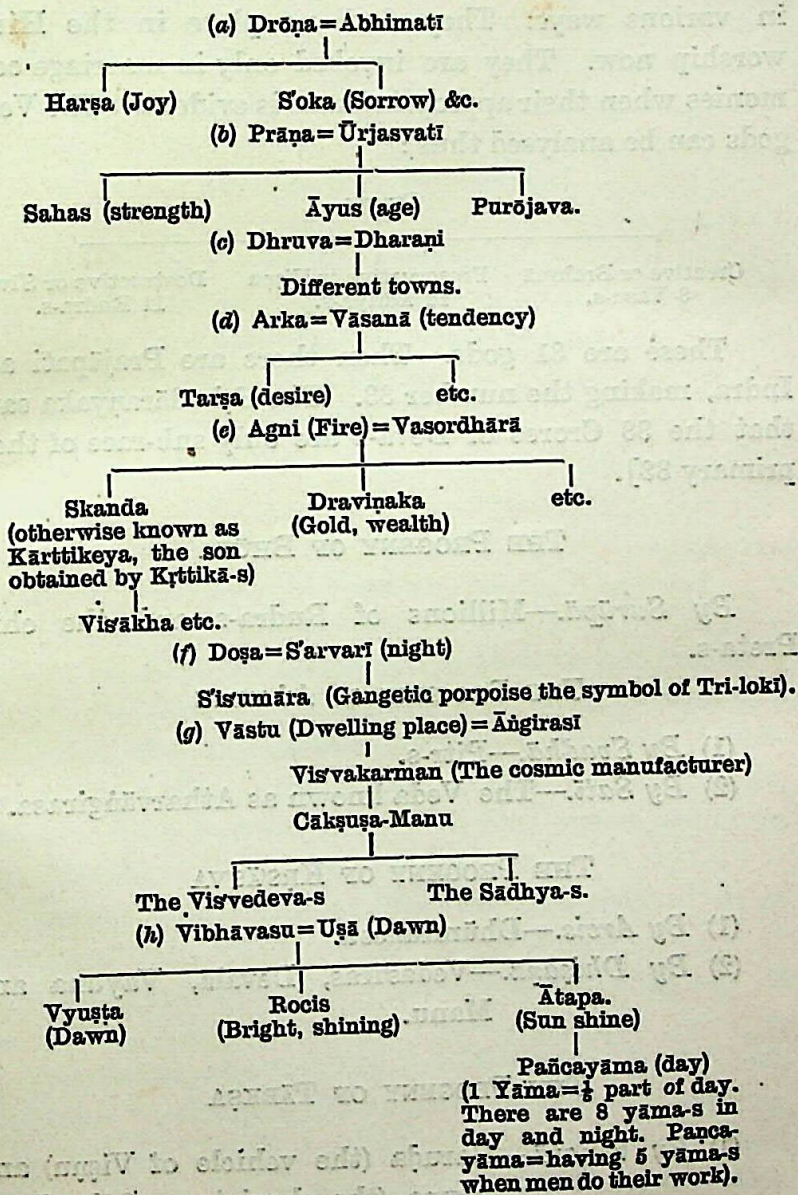 (a) Drōṇa=Abhimatī
Harṣa (Joy) S'oka (Sorrow) &c.
(b) Prāṇa=Ūrjasvatī
Sahas (strength) Āyus (age) Purōjava.
(c) Dhruva=Dharaṇi
Different towns.
(d) Arka=Vāsanā (tendency)
Tarṣa (desire) etc.
(e) Agni (Fire)=Vasordhārā
Skanda Draviṇaka etc.
(otherwise known as (Gold, wealth)
Kārttikeya, the son
obtained by Kṛttikā-s)
Vis'ākha etc.
(f) Doṣa=S'arvarī (night)
S'is'umāra (Gangetic porpoise the symbol of Tri-lokī).
(g) Vāstu (Dwelling place)=Āṅgirasī
Vis'vakarman (The cosmic manufacturer)
Cākṣuṣa-Manu
The Vis'vedeva-s The Sādhya-s.
(h) Vibhāvasu=Uṣā (Dawn)
Vyuṣṭa Rocis Ātapa.
(Dawn) (Bright, shining) (Sun shine)
Pañcayāma (day)
(1 Yāma=⅛ part of day.
There are 8 yāma-s in
day and night. Panca-
yāma=having 5 yāma-s
when men do their work).